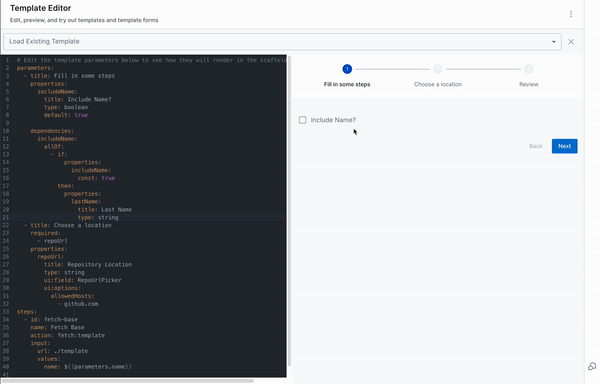 Template Editor
Edit, preview, and try out templates and template forms
Load Existing Template
1 # Edit the template parameters below to see how they will render in the scaffold
2 parameters:
3 - title: Fill in some steps
4 properties:
5 includeName:
6 title: Include Name?
7 type: boolean
8 default: true
9
10 dependencies:
11 includeName:
12 allOf:
13 - if:
14 properties:
15 includeName:
16 const: true
17 then:
18 properties:
19 lastName:
20 title: Last Name
21 type: string
22 - title: Choose a location
23 required:
24 - repoUrl
25 properties:
26 repoUrl:
27 title: Repository Location
28 type: string
29 ui:field: RepoUrlPicker
30 ui:options:
31 allowedHosts:
32 - github.com
33 steps:
34 - id: fetch-base
35 name: Fetch Base
36 action: fetch:template
37 input:
38 url: ./template
39 values:
40 name: ${{parameters.name}}
41
1
Fill in some steps
Choose a location
Review
Include Name?
Back
Next